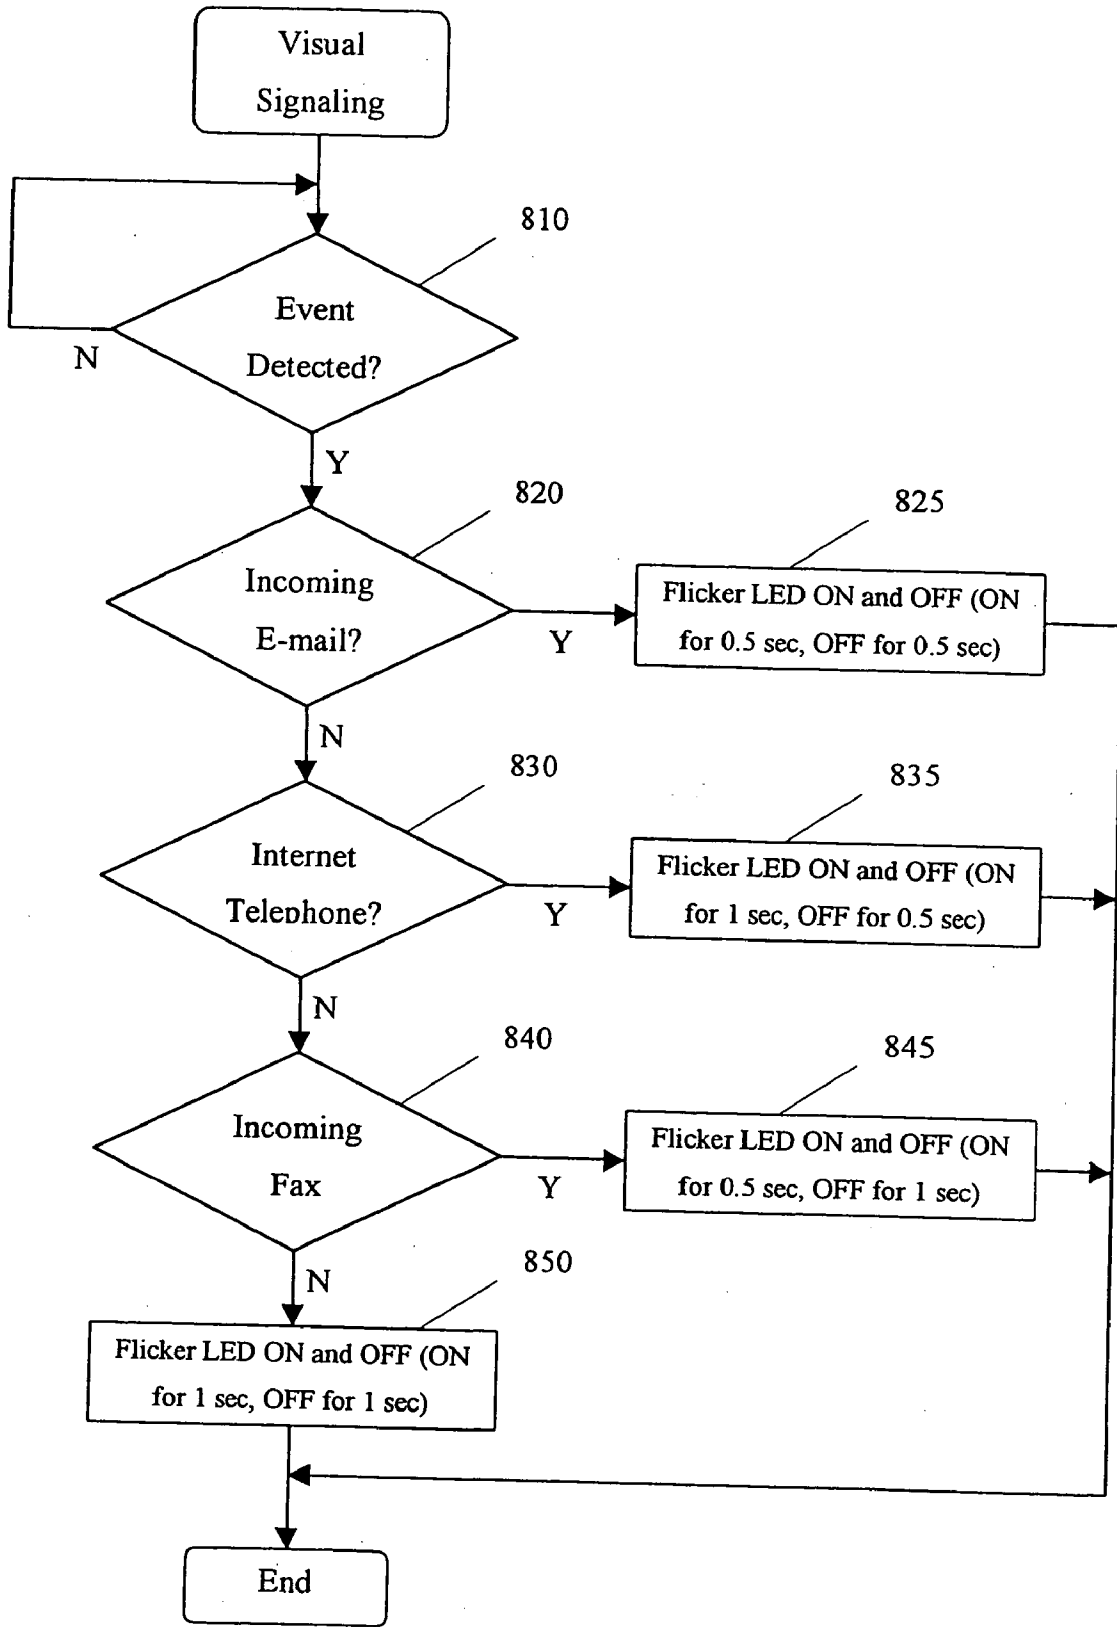 Visual
Signaling
810
Event
Detected?
N
Y
820
825
Incoming
E-mail?
Flicker LED ON and OFF (ON
for 0.5 sec, OFF for 0.5 sec)
Y
N
830
835
Internet
Telephone?
Flicker LED ON and OFF (ON
for 1 sec, OFF for 0.5 sec)
Y
N
840
845
Incoming
Fax
Flicker LED ON and OFF (ON
for 0.5 sec, OFF for 1 sec)
Y
N
850
Flicker LED ON and OFF (ON
for 1 sec, OFF for 1 sec)
End